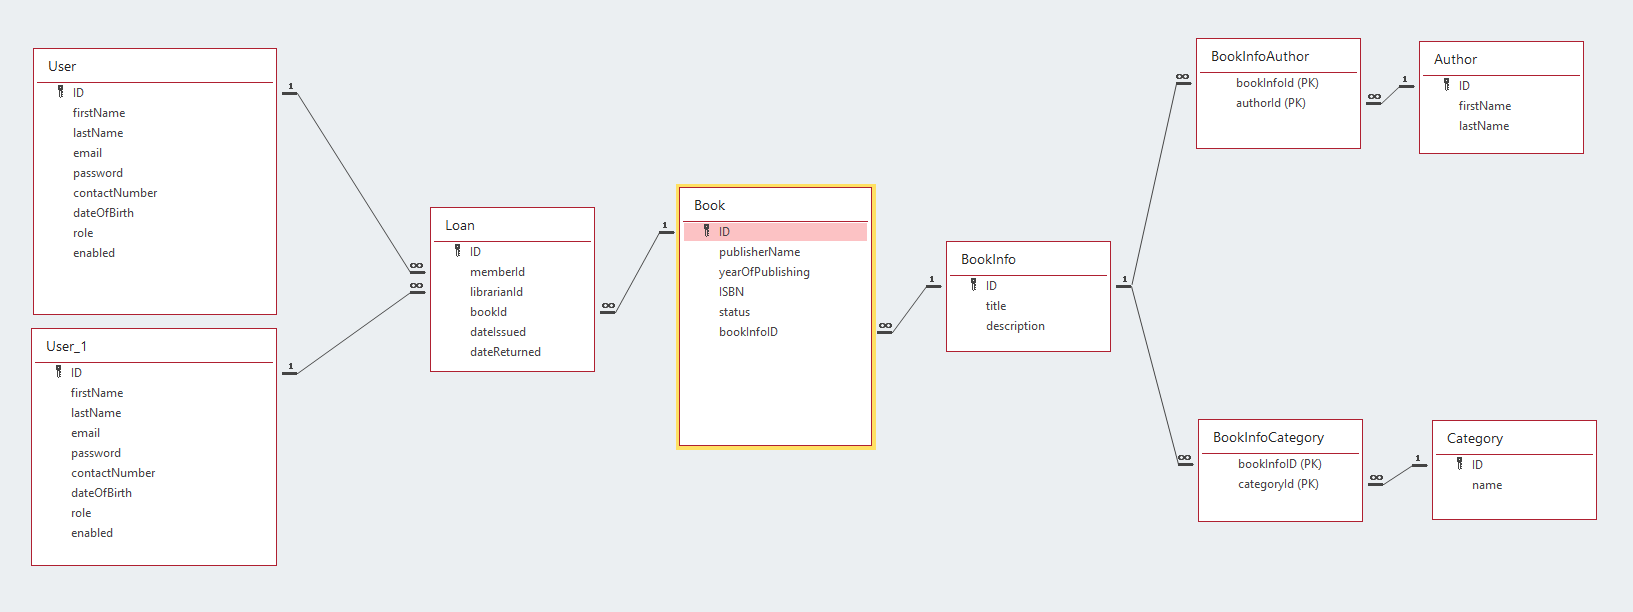 User
ID
firstName
lastName
email
password
contactNumber
dateOfBirth
role
enabled
1
∞
User_1
ID
firstName
lastName
email
password
contactNumber
dateOfBirth
role
enabled
1
∞
Loan
ID
memberId
librarianId
bookId
dateIssued
dateReturned
∞
1
Book
ID
publisherName
yearOfPublishing
ISBN
status
bookInfoID
∞
1
BookInfo
ID
title
description
1
∞
BookInfoAuthor
bookInfoId (PK)
authorId (PK)
∞
1
Author
ID
firstName
lastName
∞
BookInfoCategory
bookInfoID (PK)
categoryId (PK)
∞
1
Category
ID
name